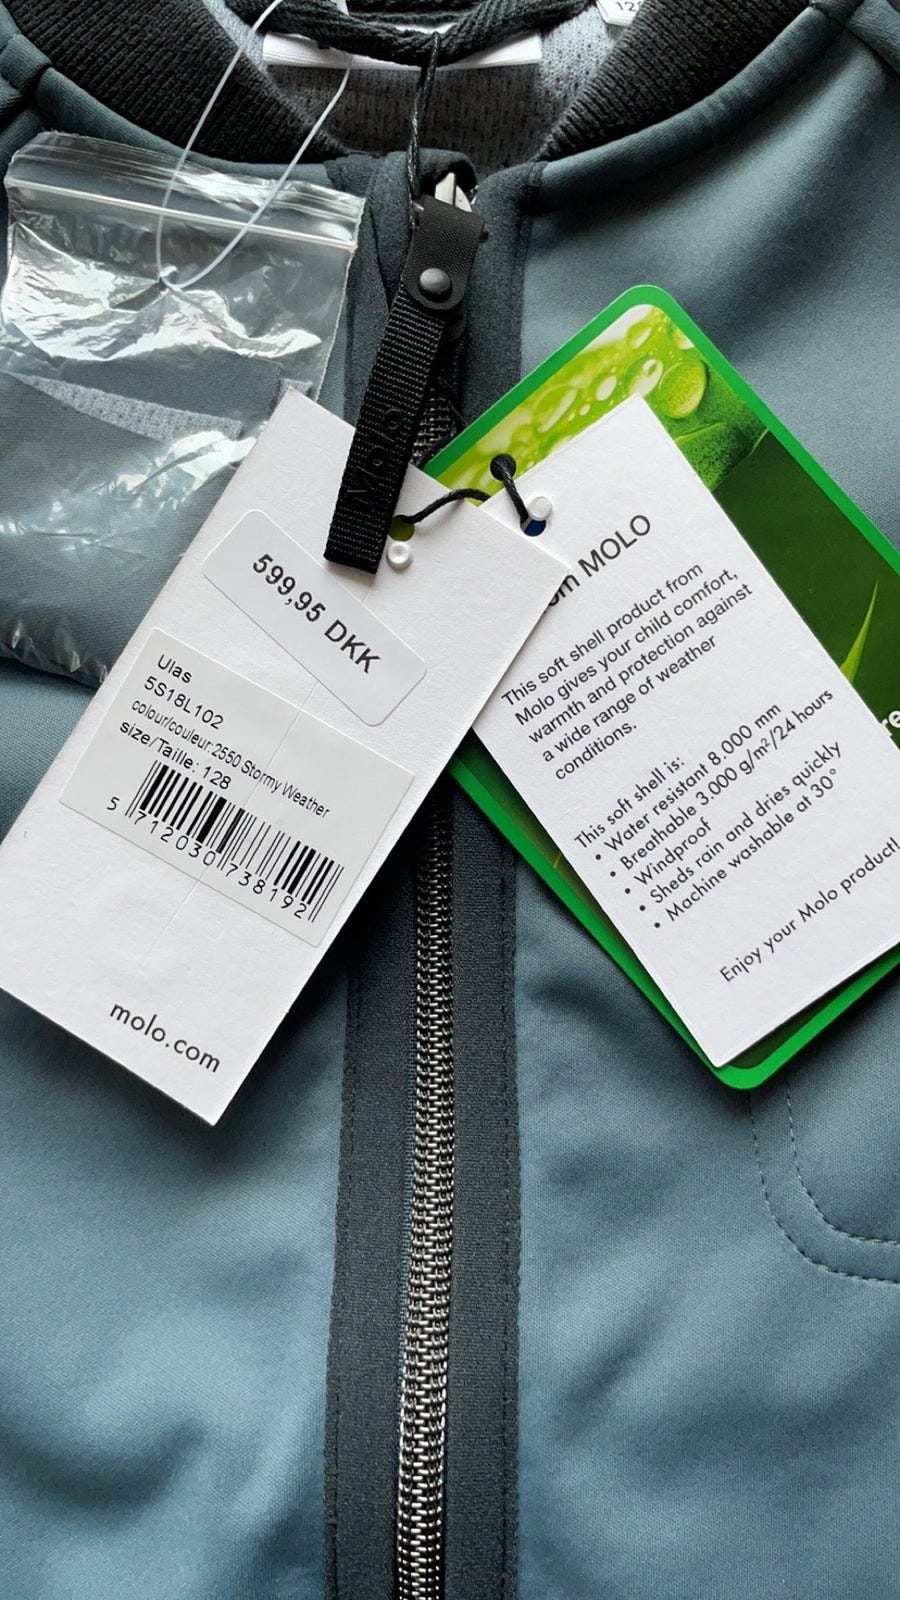 Molo
599,95 DKK
Ulas
5S18L102
colour/couleur:2550 Stormy Weather
size/Taille: 128
5 712030 738192
molo.com
MOLO
This soft shell product from
Molo gives your child comfort,
warmth and protection against
a wide range of weather
conditions.
This soft shell is:
• Water resistant 8.000 mm
• Breathable 3.000 g/m²/24 hours
• Windproof
• Sheds rain and dries quickly
• Machine washable at 30°
Enjoy your Molo product!